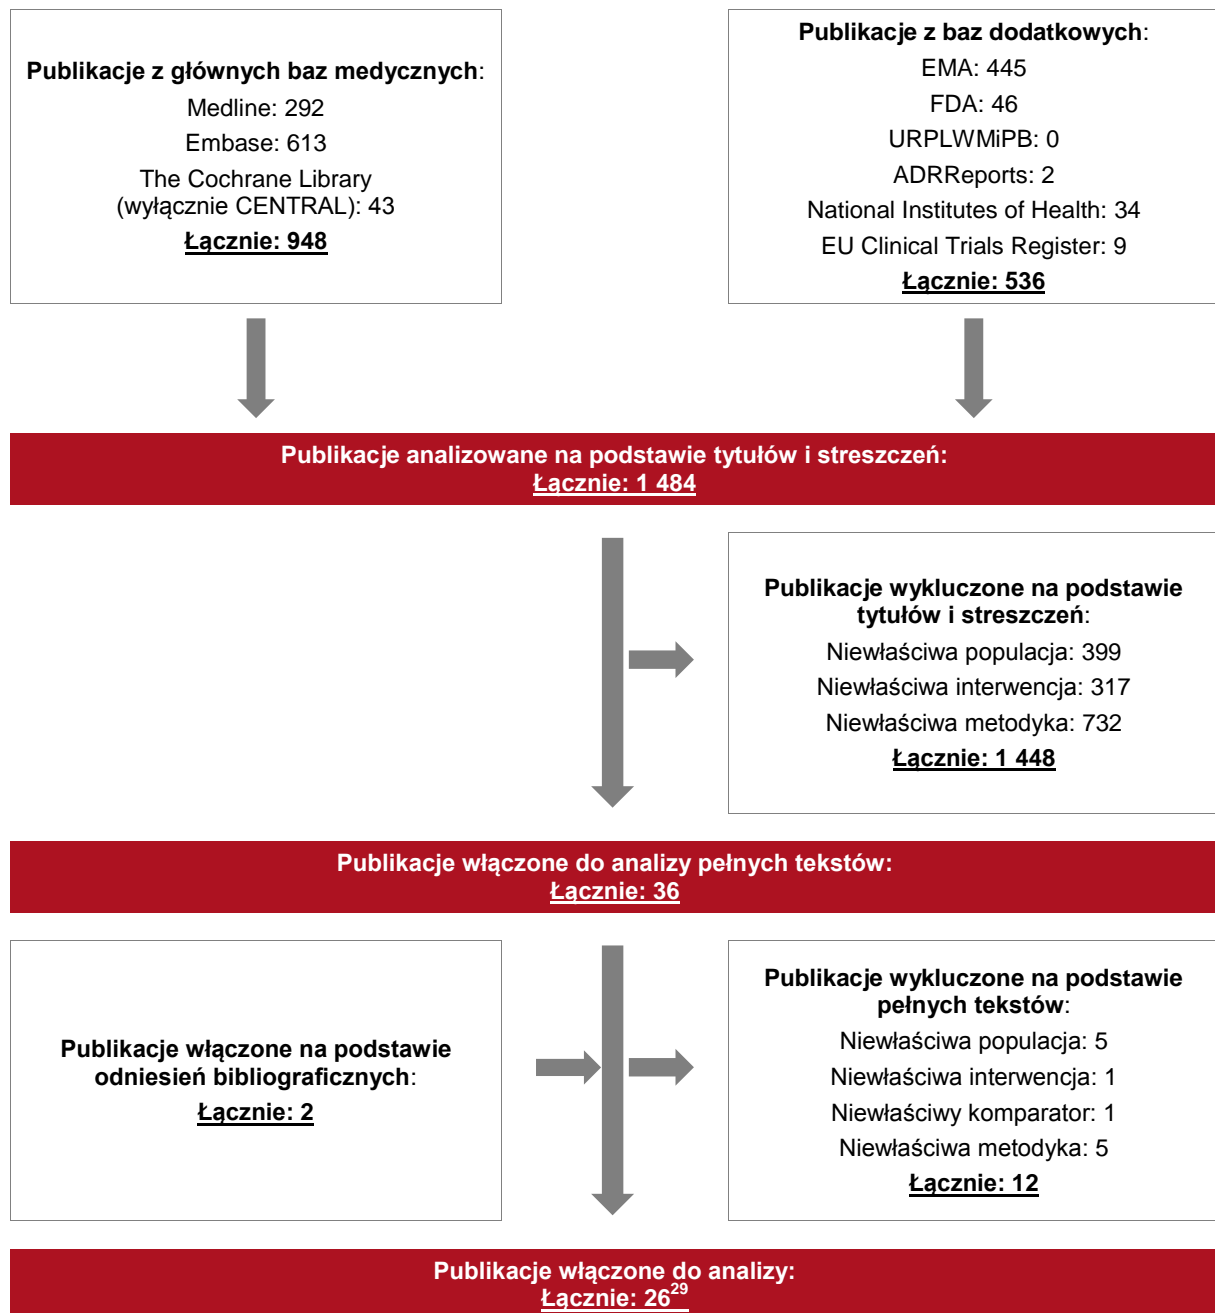 Publikacje z głównych baz medycznych:
Medline: 292
Embase: 613
The Cochrane Library
(wyłącznie CENTRAL): 43
Łącznie: 948
Publikacje z baz dodatkowych:
EMA: 445
FDA: 46
URPLWMiPB: 0
ADRReports: 2
National Institutes of Health: 34
EU Clinical Trials Register: 9
Łącznie: 536
Publikacje analizowane na podstawie tytułów i streszczeń:
Łącznie: 1 484
Publikacje wykluczone na podstawie
tytułów i streszczeń:
Niewłaściwa populacja: 399
Niewłaściwa interwencja: 317
Niewłaściwa metodyka: 732
Łącznie: 1 448
Publikacje włączone do analizy pełnych tekstów:
Łącznie: 36
Publikacje włączone na podstawie
odniesień bibliograficznych:
Łącznie: 2
Publikacje wykluczone na podstawie
pełnych tekstów:
Niewłaściwa populacja: 5
Niewłaściwa interwencja: 1
Niewłaściwy komparator: 1
Niewłaściwa metodyka: 5
Łącznie: 12
Publikacje włączone do analizy:
Łącznie: 26²⁹